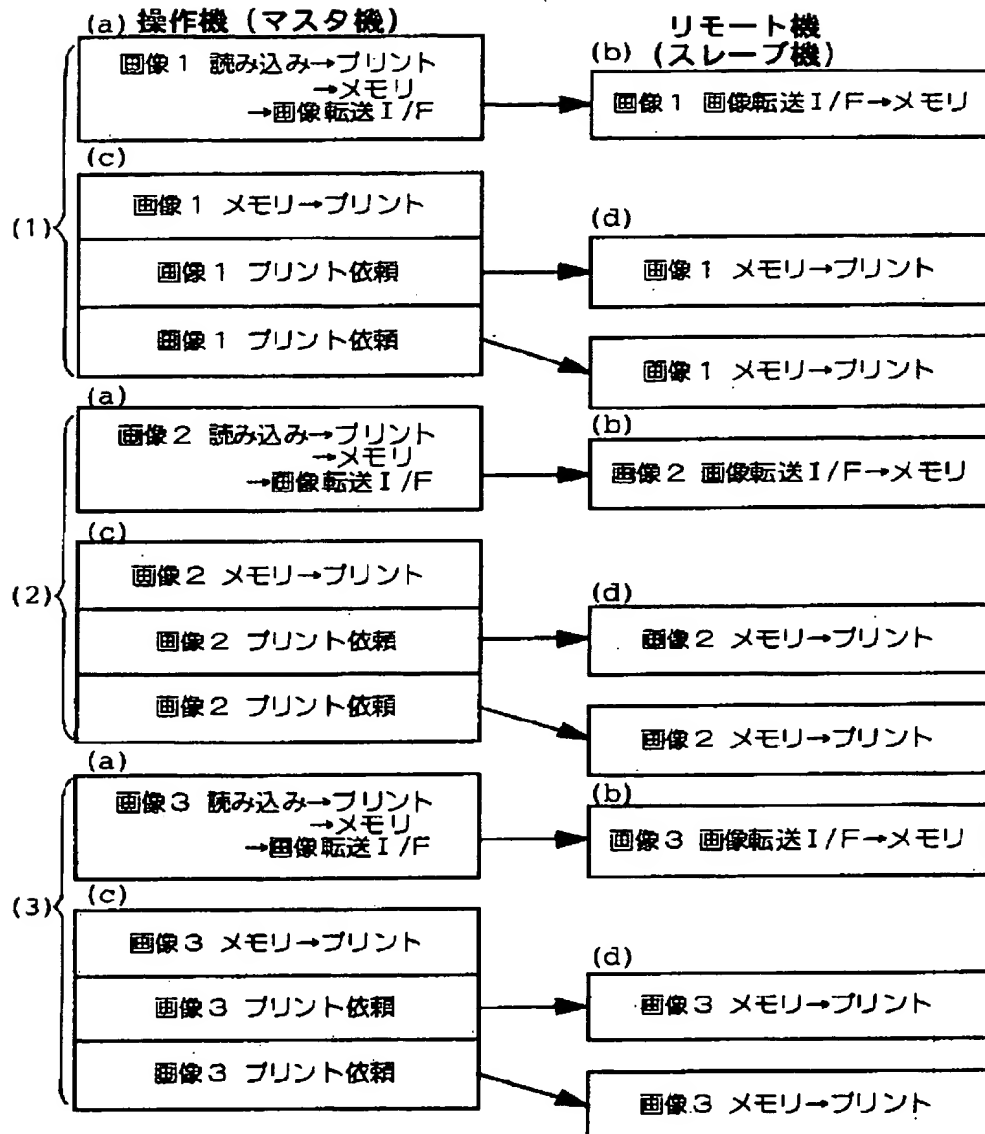 (a) 操作機（マスタ機）
リモート機
(b) (スレーブ機)
画像１ 読み込み→プリント
→メモリ
→画像転送Ｉ/Ｆ
画像１ 画像転送Ｉ/Ｆ→メモリ
(c)
(1)
画像１ メモリ→プリント
(d)
画像１ プリント依頼
画像１ メモリ→プリント
画像１ プリント依頼
画像１ メモリ→プリント
(a)
画像２ 読み込み→プリント
→メモリ
→画像転送Ｉ/Ｆ
(b)
画像２ 画像転送Ｉ/Ｆ→メモリ
(c)
(2)
画像２ メモリ→プリント
(d)
画像２ プリント依頼
画像２ メモリ→プリント
画像２ プリント依頼
画像２ メモリ→プリント
(a)
画像３ 読み込み→プリント
→メモリ
→画像転送Ｉ/Ｆ
(b)
画像３ 画像転送Ｉ/Ｆ→メモリ
(c)
(3)
画像３ メモリ→プリント
(d)
画像３ プリント依頼
画像３ メモリ→プリント
画像３ プリント依頼
画像３ メモリ→プリント